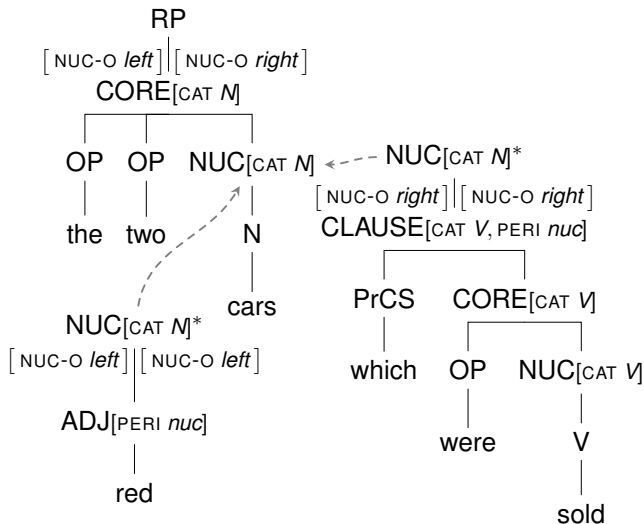 RP
[NUC-O left] [NUC-O right]
CORE[CAT N]
OP OP NUC[CAT N] NUC[CAT N]*
[NUC-O right] [NUC-O right]
the two N CLAUSE[CAT V, PERI nuc]
cars PrCS CORE[CAT V]
NUC[CAT N]*
[NUC-O left] [NUC-O left]
which OP NUC[CAT V]
ADJ[PERI nuc]
were V
red
sold